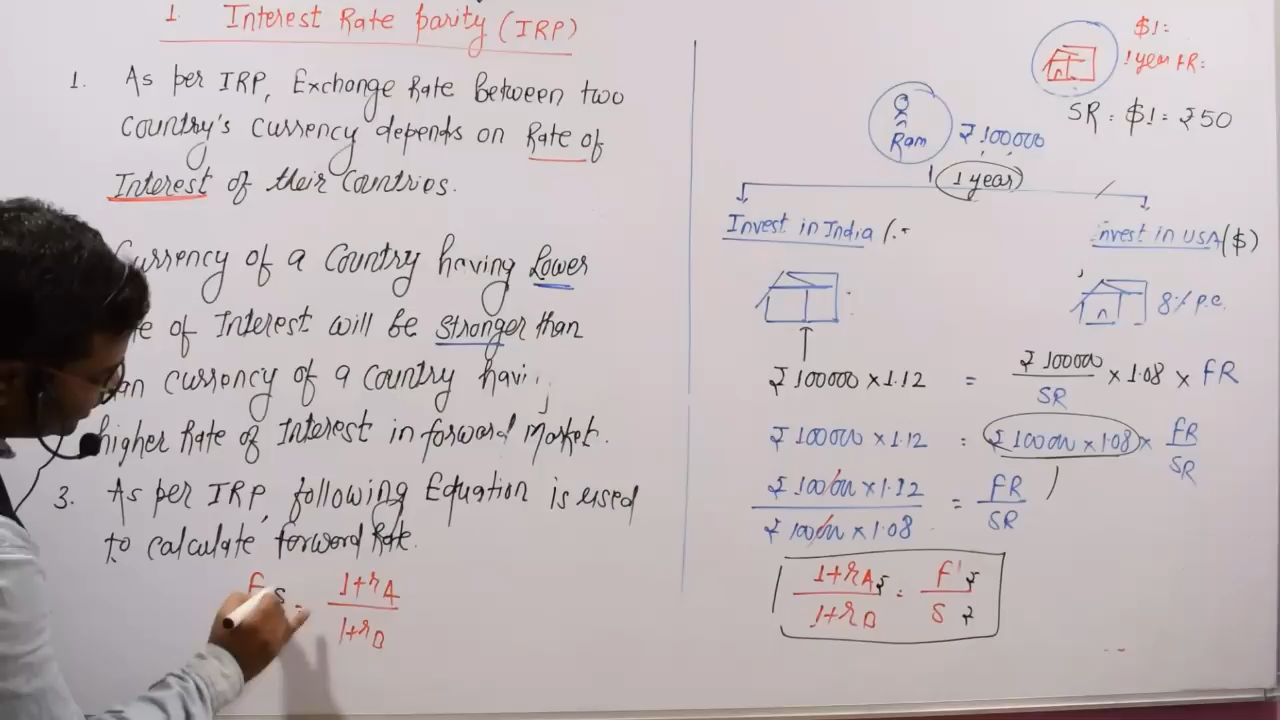 1. Interest Rate parity (IRP)
1. As per IRP, Exchange Rate Between two
Country's currency depends on Rate of
Interest of their Countries.
urrency of a Country having Lower
e of Interest will be stronger than
an currency of a country havi
higher Rate of Interest in forward Market.
3. As per IRP, following Equation is used
to calculate forward Rate.
F S = 1+rA
1+rB
$1=
1 year FR:
SR: $1 = ₹50
Ram ₹ 100000
1 year
Invest in India
Invest in USA ($)
8% p.a.
₹ 100000 × 1.12 = ₹ 100000 / SR × 1.08 × FR
₹ 100000 × 1.12 = ₹ 100000 × 1.08 × FR / SR
₹ 100000 × 1.12 / ₹ 100000 × 1.08 = FR / SR
1+rA ₹ / 1+rB = F ₹ / S ₹